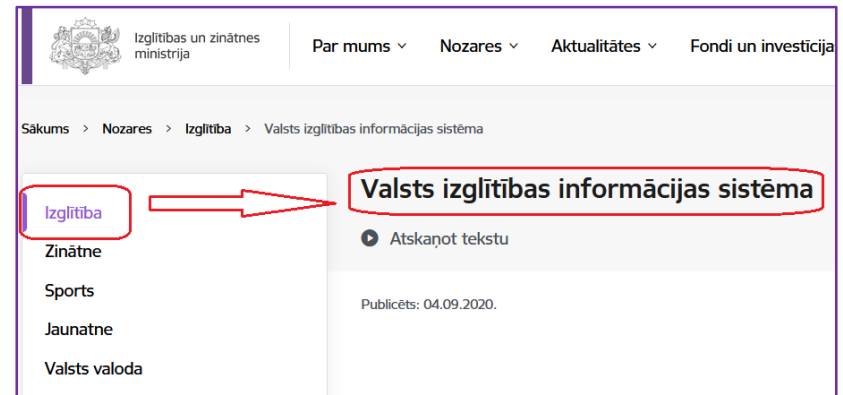 Izglītības un zinātnes
ministrija
Par mums
Nozares
Aktualitātes
Fondi un investīcija
Sākums > Nozares > Izglītība > Valsts izglītības informācijas sistēma
Izglītība
Zinātne
Sports
Jaunatne
Valsts valoda
Valsts izglītības informācijas sistēma
Atskaņot tekstu
Publicēts: 04.09.2020.